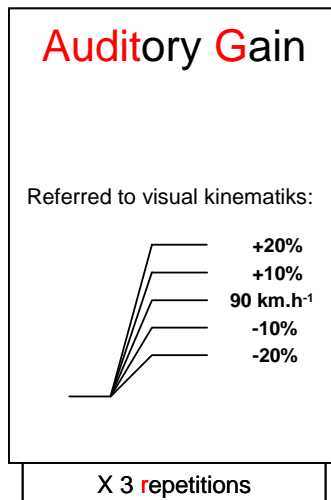 Auditory Gain
Referred to visual kinematiks:
+20%
+10%
90 km.h⁻¹
-10%
-20%
X 3 repetitions